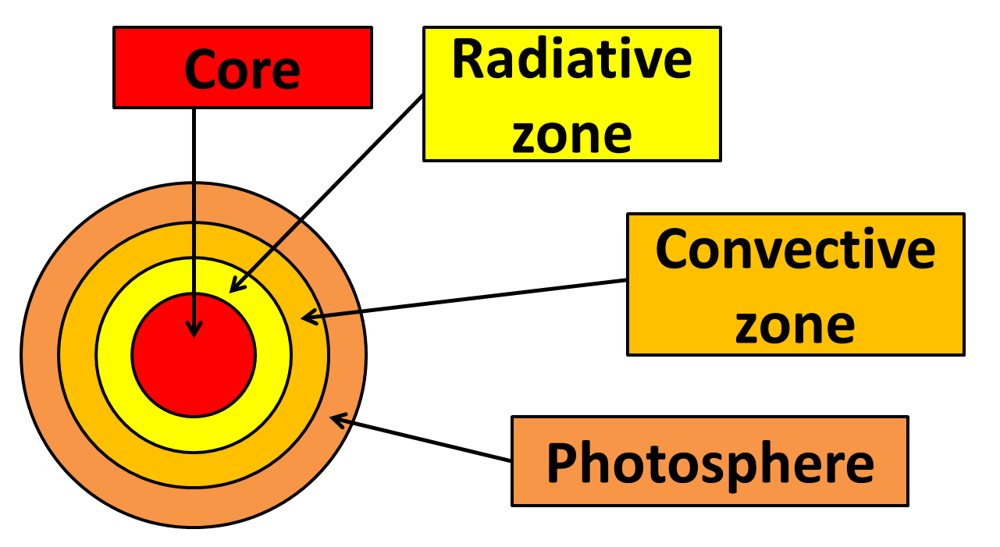 Core
Radiative
zone
Convective
zone
Photosphere